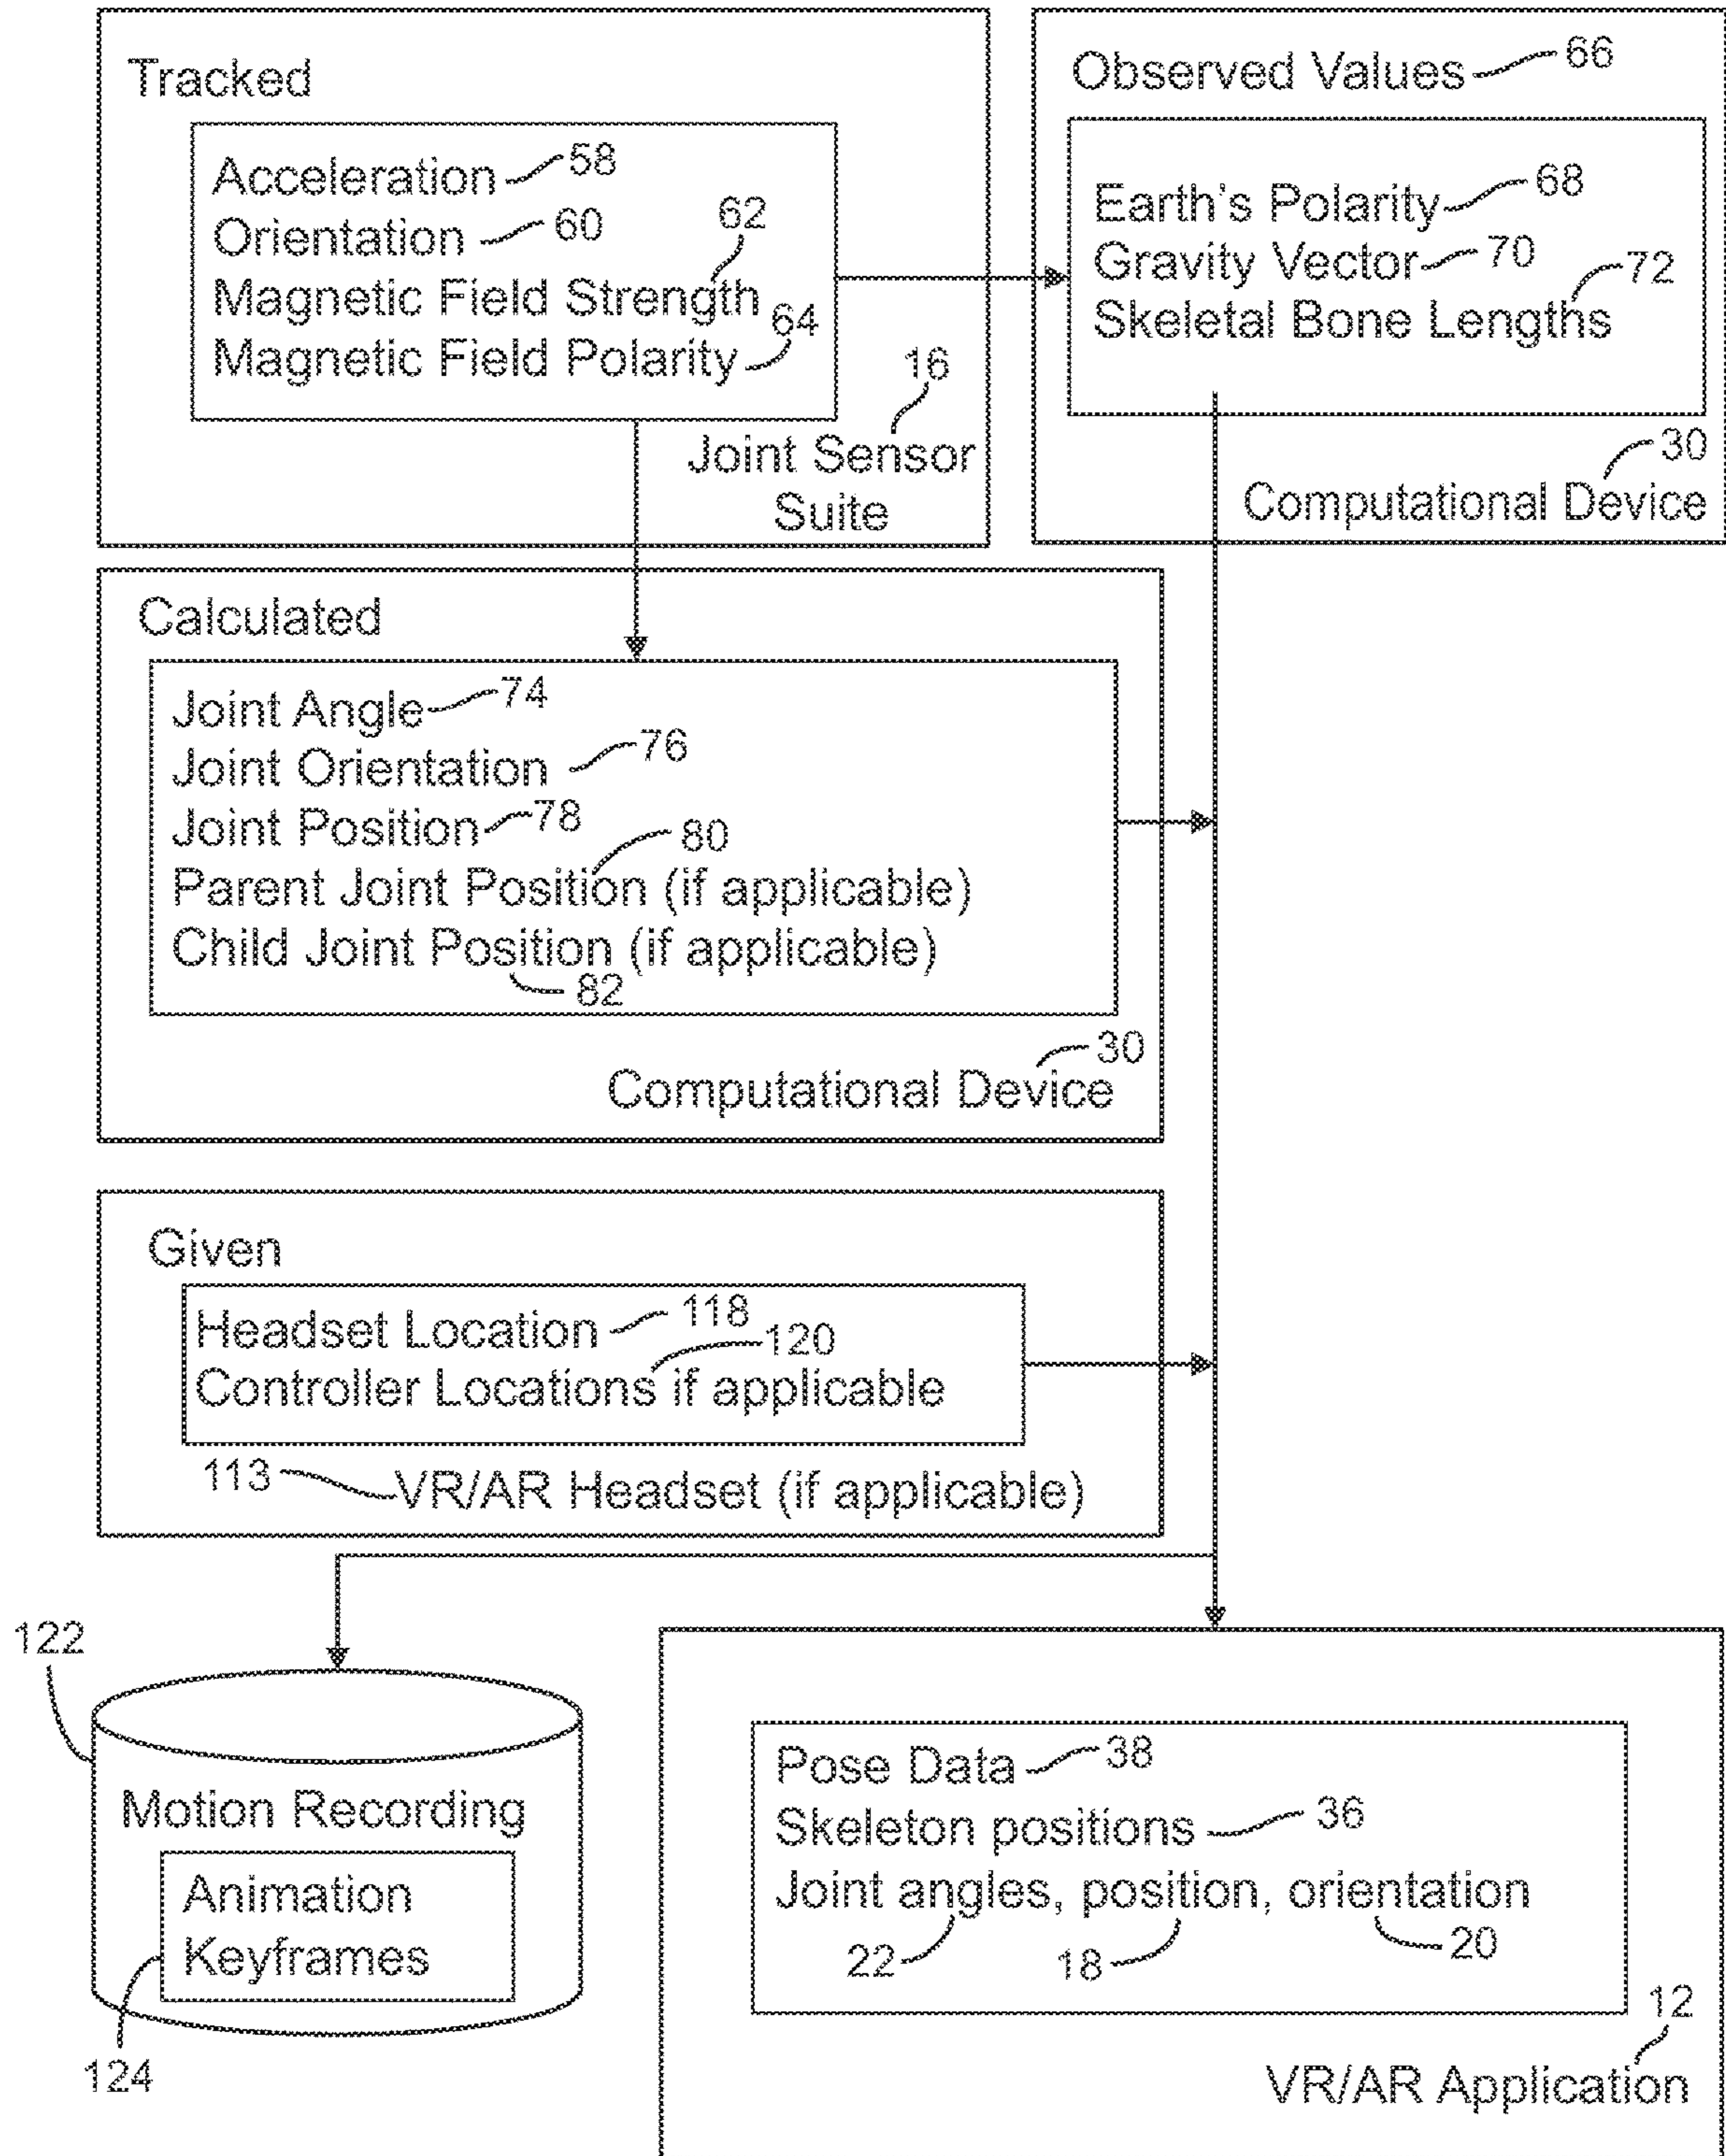 Tracked
Acceleration 58
Orientation 60
62
Magnetic Field Strength
64
Magnetic Field Polarity
16
Joint Sensor
Suite
Observed Values 66
Earth's Polarity 68
Gravity Vector 70
72
Skeletal Bone Lengths
30
Computational Device
Calculated
Joint Angle 74
Joint Orientation 76
Joint Position 78
80
Parent Joint Position (if applicable)
Child Joint Position (if applicable)
82
30
Computational Device
Given
Headset Location 118
120
Controller Locations if applicable
113 VR/AR Headset (if applicable)
122
Motion Recording
Animation
Keyframes
124
Pose Data 38
Skeleton positions 36
Joint angles, position, orientation
22 18 20
12
VR/AR Application